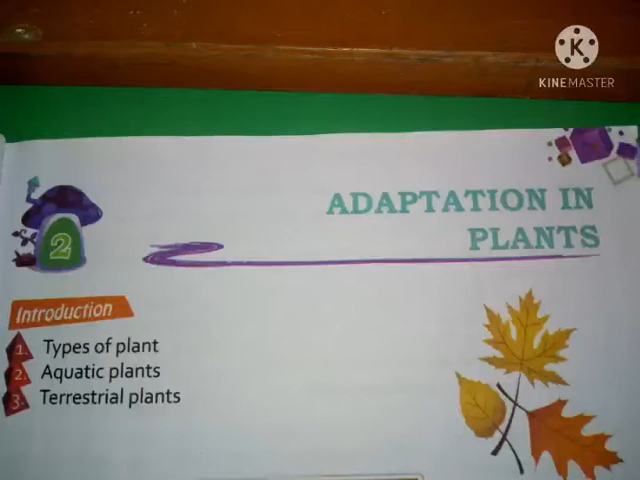 K
KINEMASTER
ADAPTATION IN
PLANTS
2
Introduction
1. Types of plant
2. Aquatic plants
3. Terrestrial plants